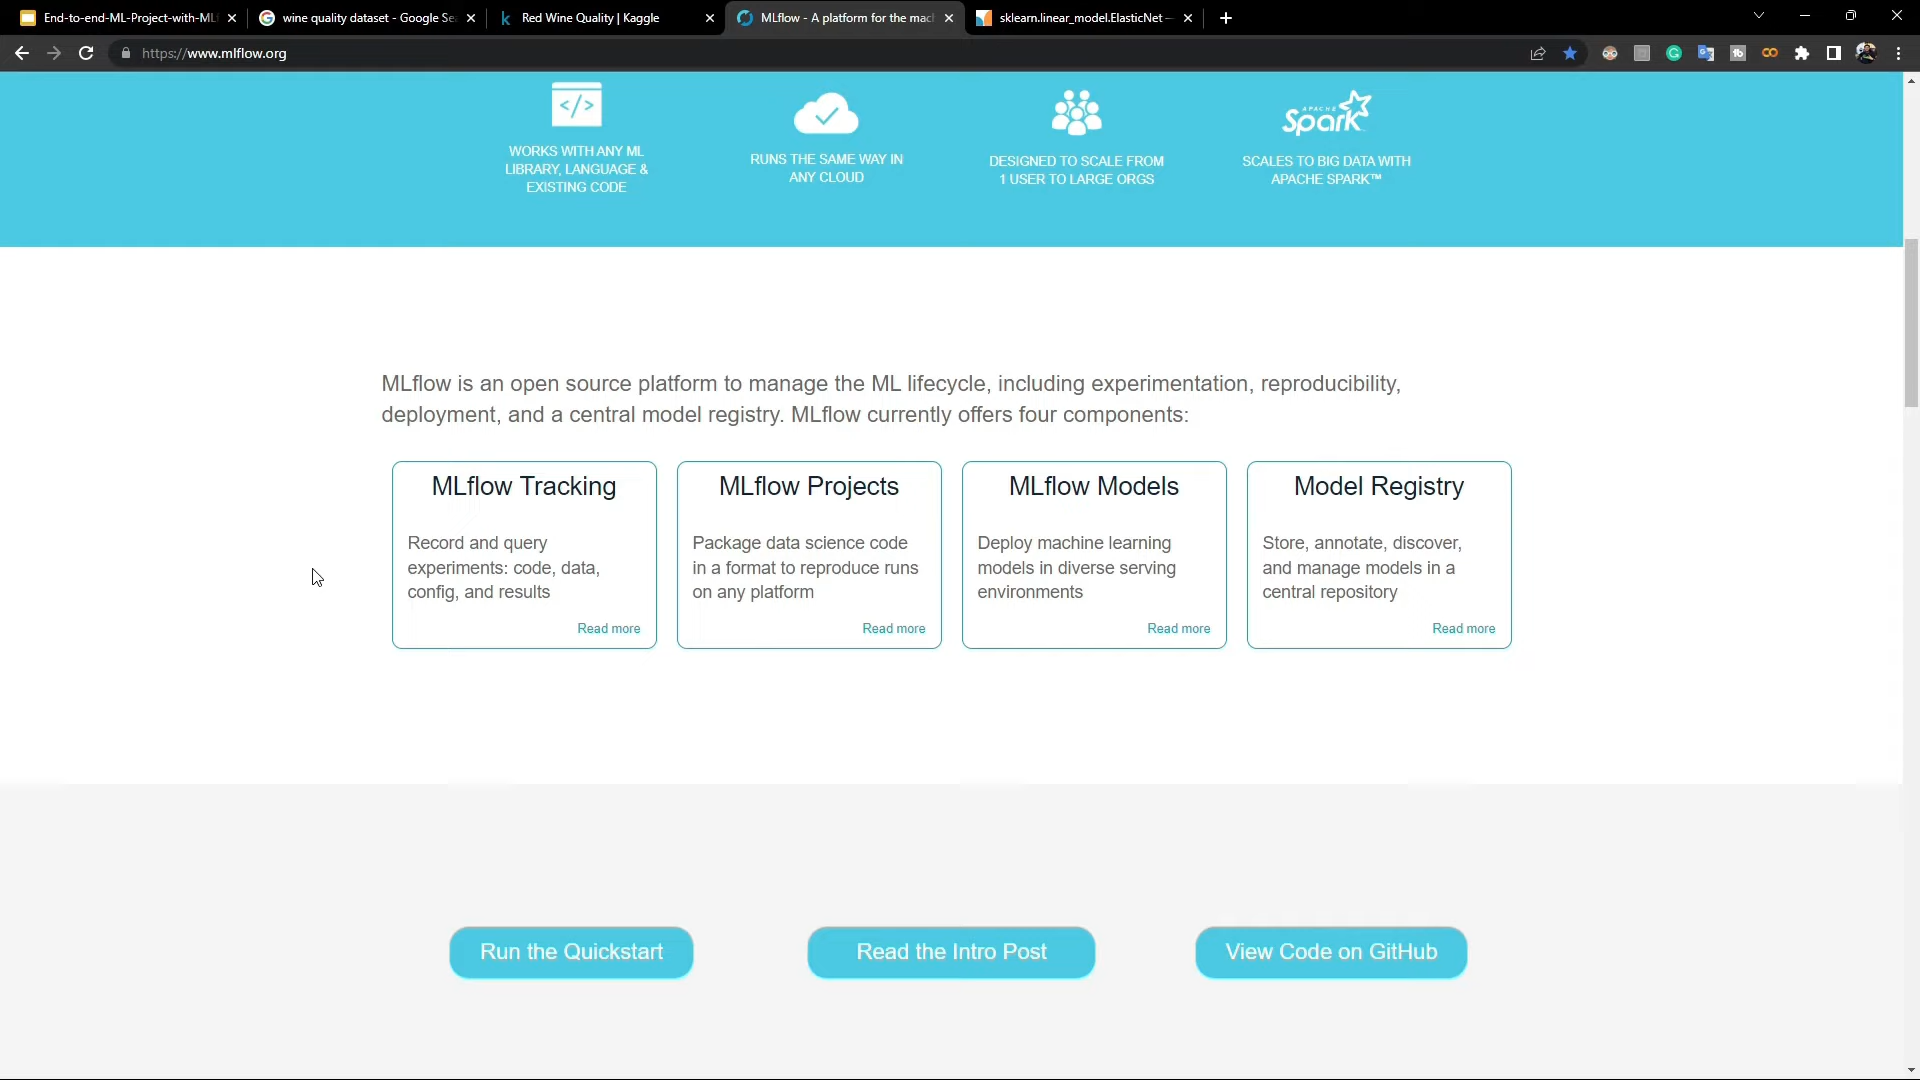 End-to-end-ML-Project-with-MLf
wine quality dataset - Google Se
Red Wine Quality | Kaggle
MLflow - A platform for the mac
sklearn.linear_model.ElasticNet —
https://www.mlflow.org
</>
APACHE
Spark
WORKS WITH ANY ML
LIBRARY, LANGUAGE &
EXISTING CODE
RUNS THE SAME WAY IN
ANY CLOUD
DESIGNED TO SCALE FROM
1 USER TO LARGE ORGS
SCALES TO BIG DATA WITH
APACHE SPARK™
MLflow is an open source platform to manage the ML lifecycle, including experimentation, reproducibility,
deployment, and a central model registry. MLflow currently offers four components:
MLflow Tracking
Record and query
experiments: code, data,
config, and results
Read more
MLflow Projects
Package data science code
in a format to reproduce runs
on any platform
Read more
MLflow Models
Deploy machine learning
models in diverse serving
environments
Read more
Model Registry
Store, annotate, discover,
and manage models in a
central repository
Read more
Run the Quickstart
Read the Intro Post
View Code on GitHub